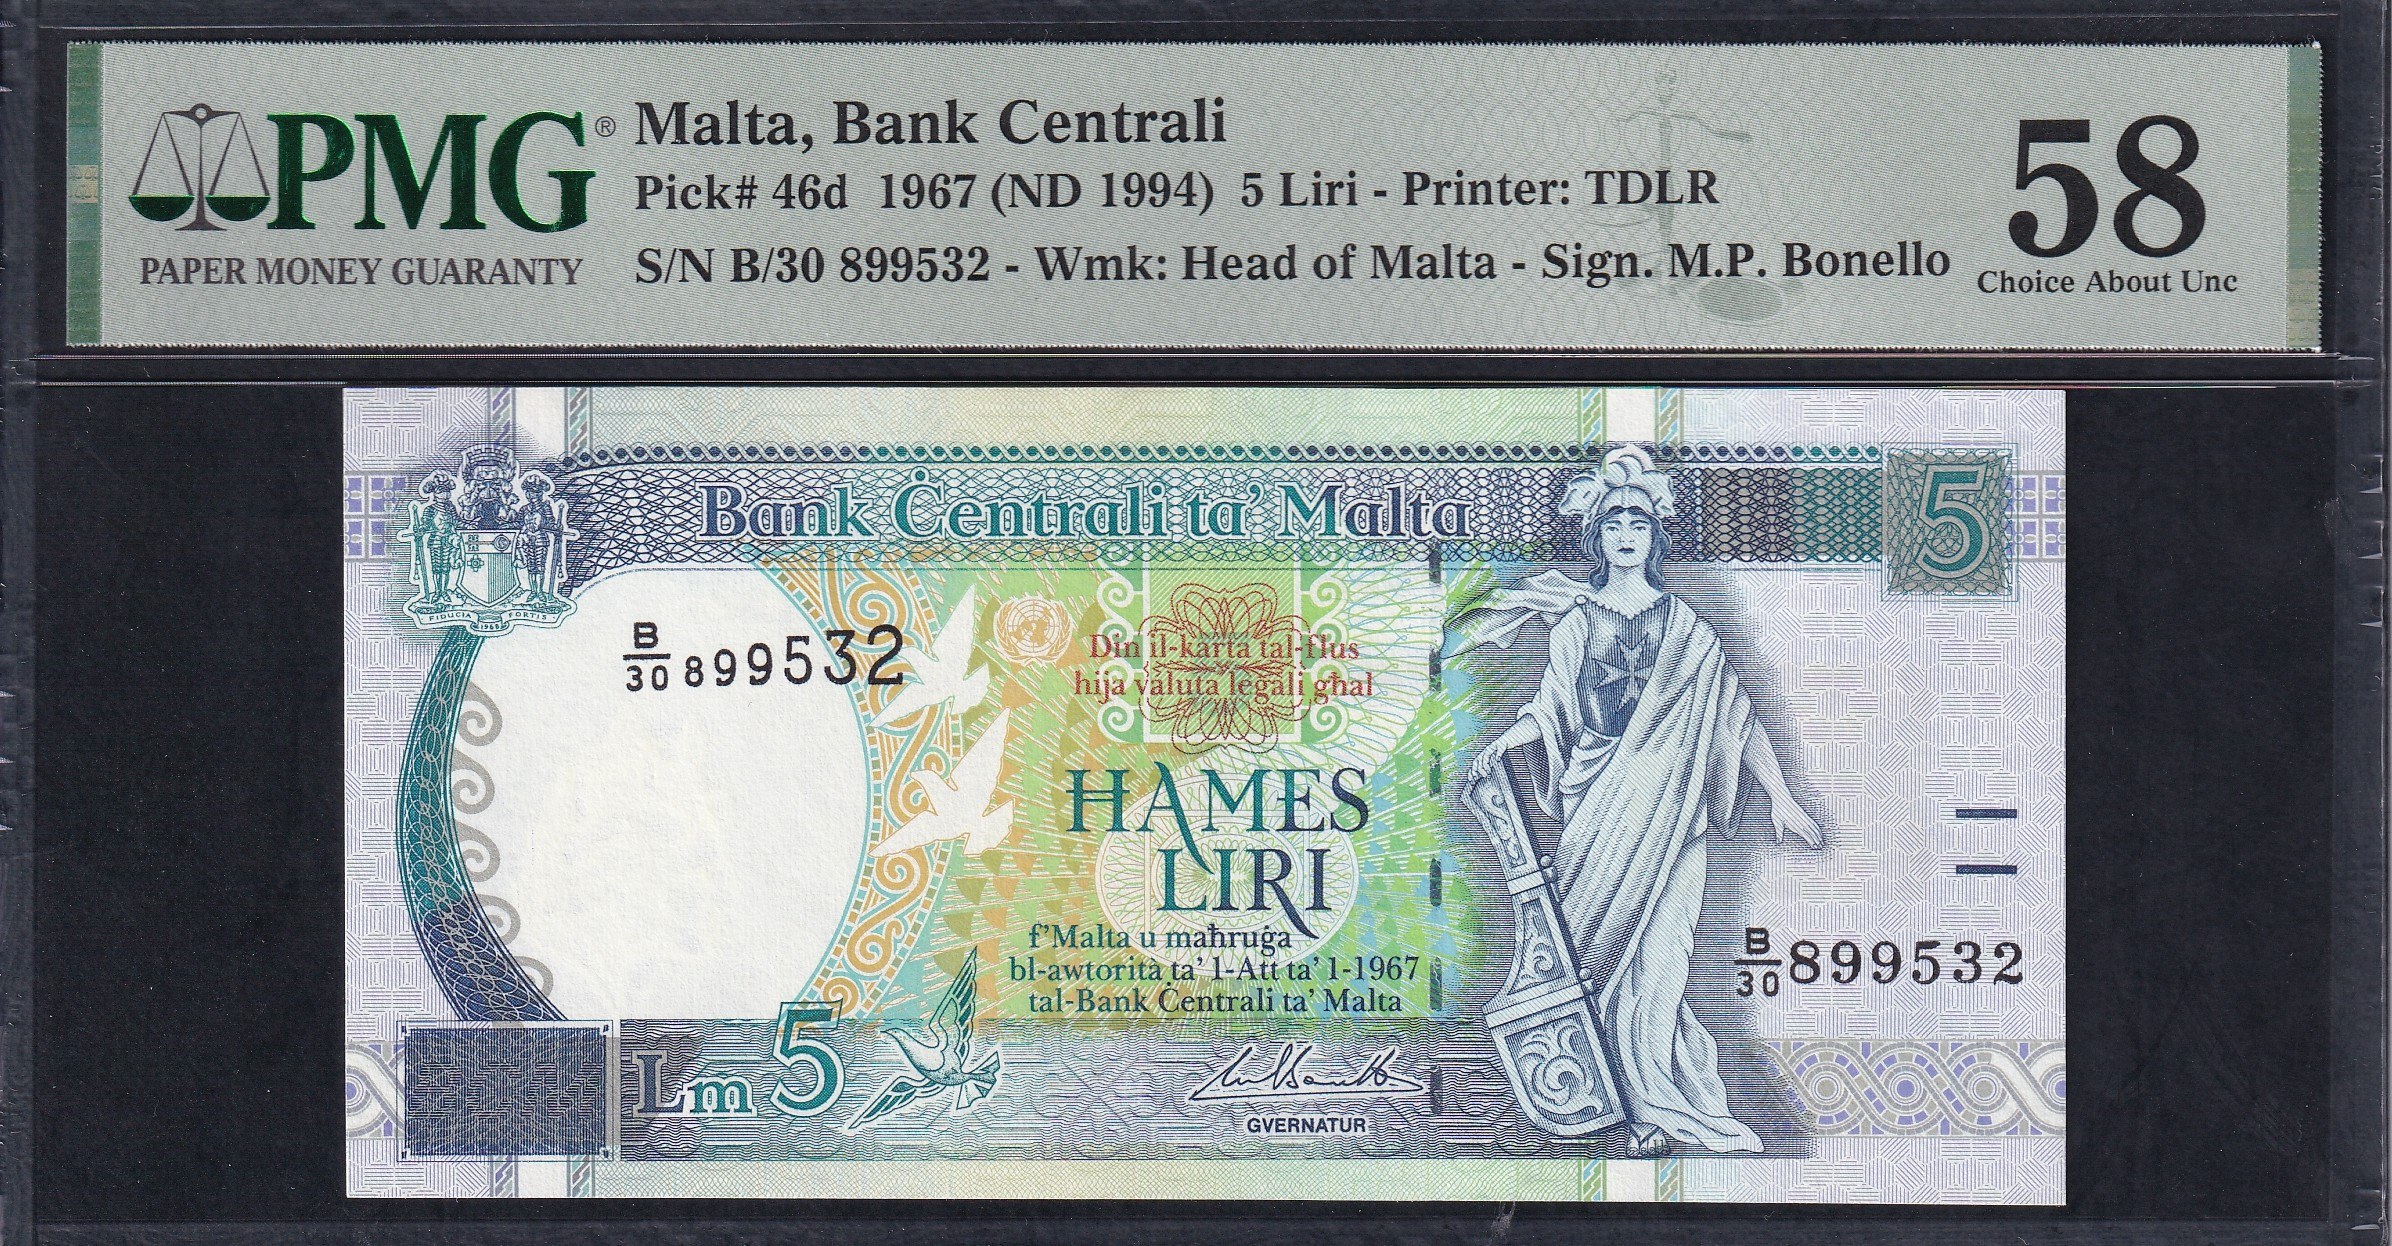 PMG®
PAPER MONEY GUARANTY
Malta, Bank Centrali
Pick# 46d 1967 (ND 1994) 5 Liri - Printer: TDLR
S/N B/30 899532 - Wmk: Head of Malta - Sign. M.P. Bonello
58
Choice About Unc
Bank Ċentrali ta' Malta
5
FIDUCIA FORTIS
B/30 899532
Din il-karta tal-flus
hija valuta legali għal
ĦAMES
LIRI
f'Malta u maħruġa
bl-awtorità ta' l-Att ta' l-1967
tal-Bank Ċentrali ta' Malta
B/30 899532
Lm 5
GVERNATUR